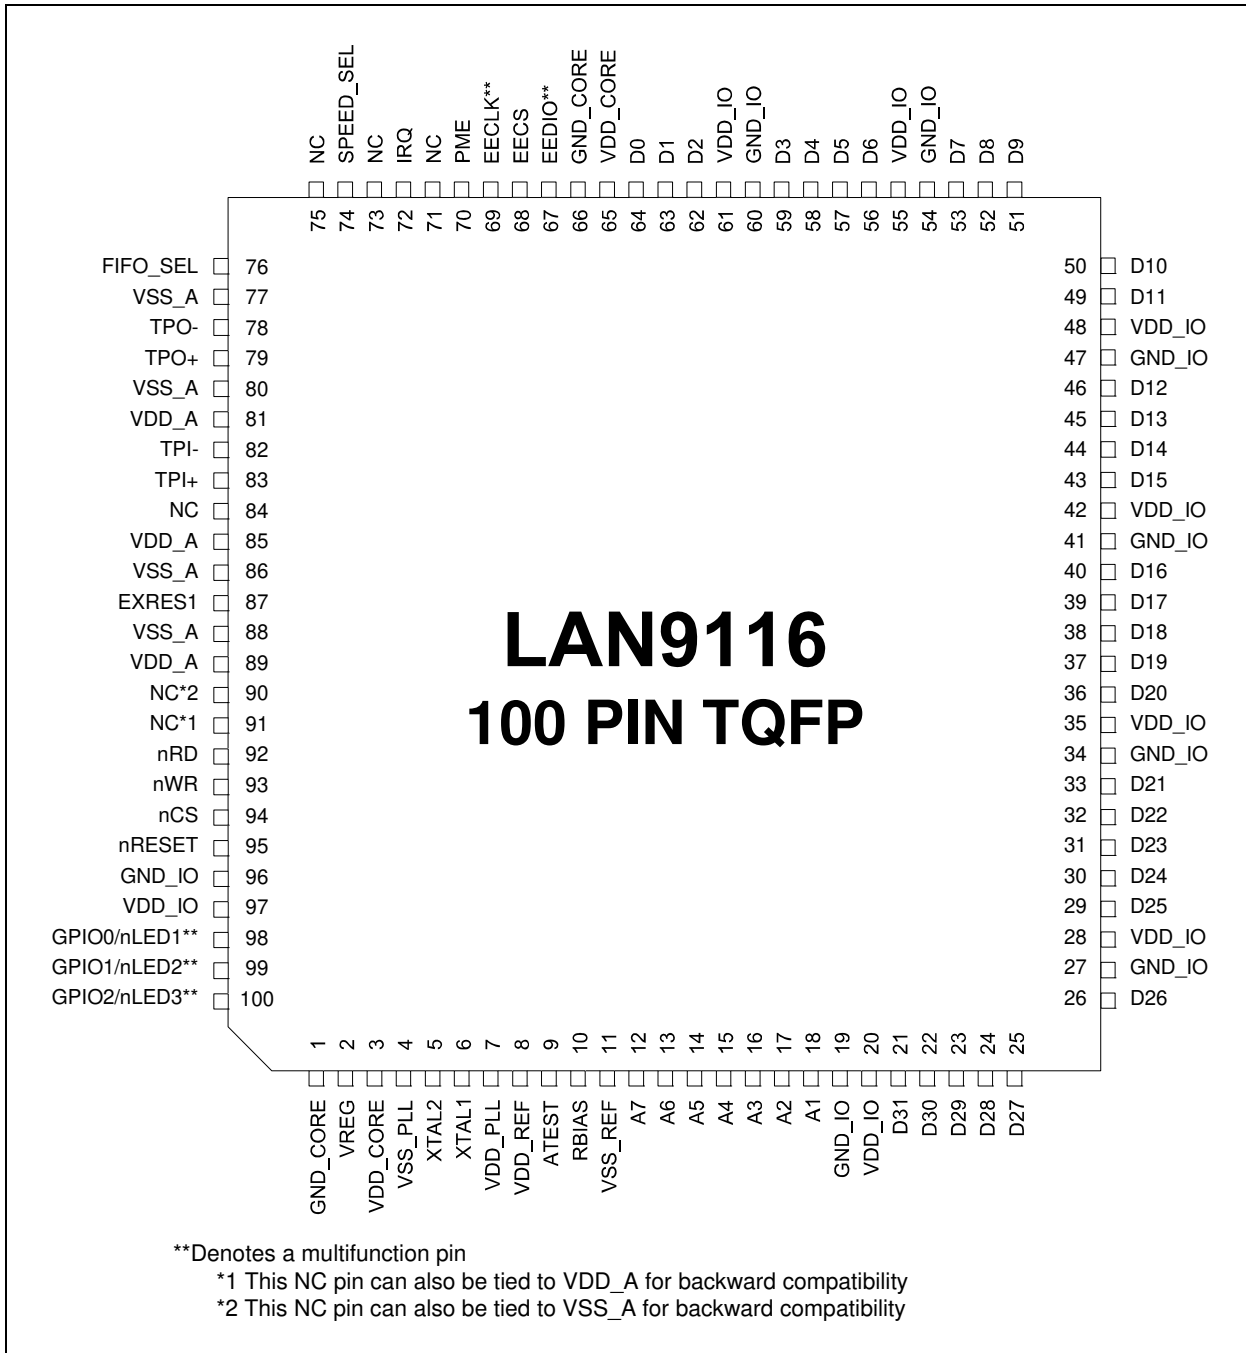 NC
SPEED_SEL
NC
IRQ
NC
PME
EECLK**
EECS
EEDIO**
GND_CORE
VDD_CORE
D0
D1
D2
VDD_IO
GND_IO
D3
D4
D5
D6
VDD_IO
GND_IO
D7
D8
D9
75
74
73
72
71
70
69
68
67
66
65
64
63
62
61
60
59
58
57
56
55
54
53
52
51
FIFO_SEL 76
VSS_A 77
TPO- 78
TPO+ 79
VSS_A 80
VDD_A 81
TPI- 82
TPI+ 83
NC 84
VDD_A 85
VSS_A 86
EXRES1 87
VSS_A 88
VDD_A 89
NC*2 90
NC*1 91
nRD 92
nWR 93
nCS 94
nRESET 95
GND_IO 96
VDD_IO 97
GPIO0/nLED1** 98
GPIO1/nLED2** 99
GPIO2/nLED3** 100
LAN9116
100 PIN TQFP
50 D10
49 D11
48 VDD_IO
47 GND_IO
46 D12
45 D13
44 D14
43 D15
42 VDD_IO
41 GND_IO
40 D16
39 D17
38 D18
37 D19
36 D20
35 VDD_IO
34 GND_IO
33 D21
32 D22
31 D23
30 D24
29 D25
28 VDD_IO
27 GND_IO
26 D26
1
2
3
4
5
6
7
8
9
10
11
12
13
14
15
16
17
18
19
20
21
22
23
24
25
GND_CORE
VREG
VDD_CORE
VSS_PLL
XTAL2
XTAL1
VDD_PLL
VDD_REF
ATEST
RBIAS
VSS_REF
A7
A6
A5
A4
A3
A2
A1
GND_IO
VDD_IO
D31
D30
D29
D28
D27
**Denotes a multifunction pin
*1 This NC pin can also be tied to VDD_A for backward compatibility
*2 This NC pin can also be tied to VSS_A for backward compatibility